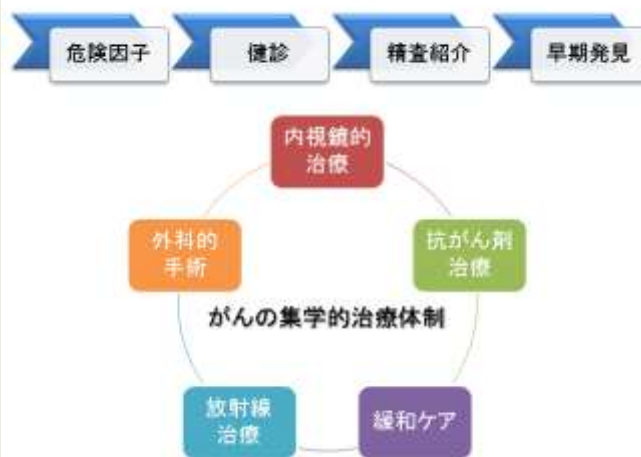 危険因子
健診
精査紹介
早期発見
内視鏡的
治療
外科的
手術
抗がん剤
治療
がんの集学的治療体制
放射線
治療
緩和ケア